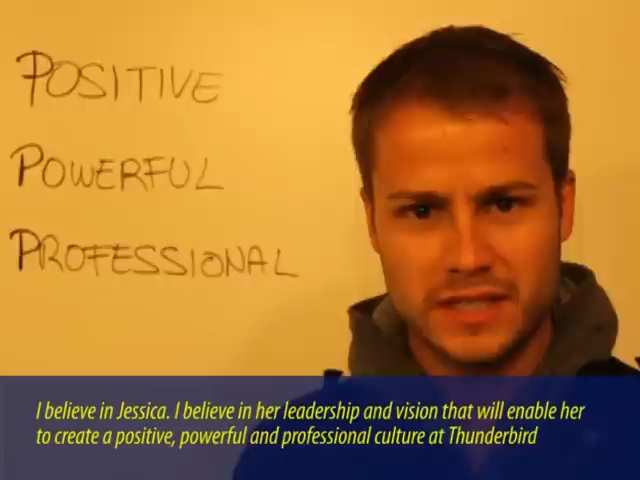 POSITIVE
POWERFUL
PROFESSIONAL
I believe in Jessica. I believe in her leadership and vision that will enable her
to create a positive, powerful and professional culture at Thunderbird